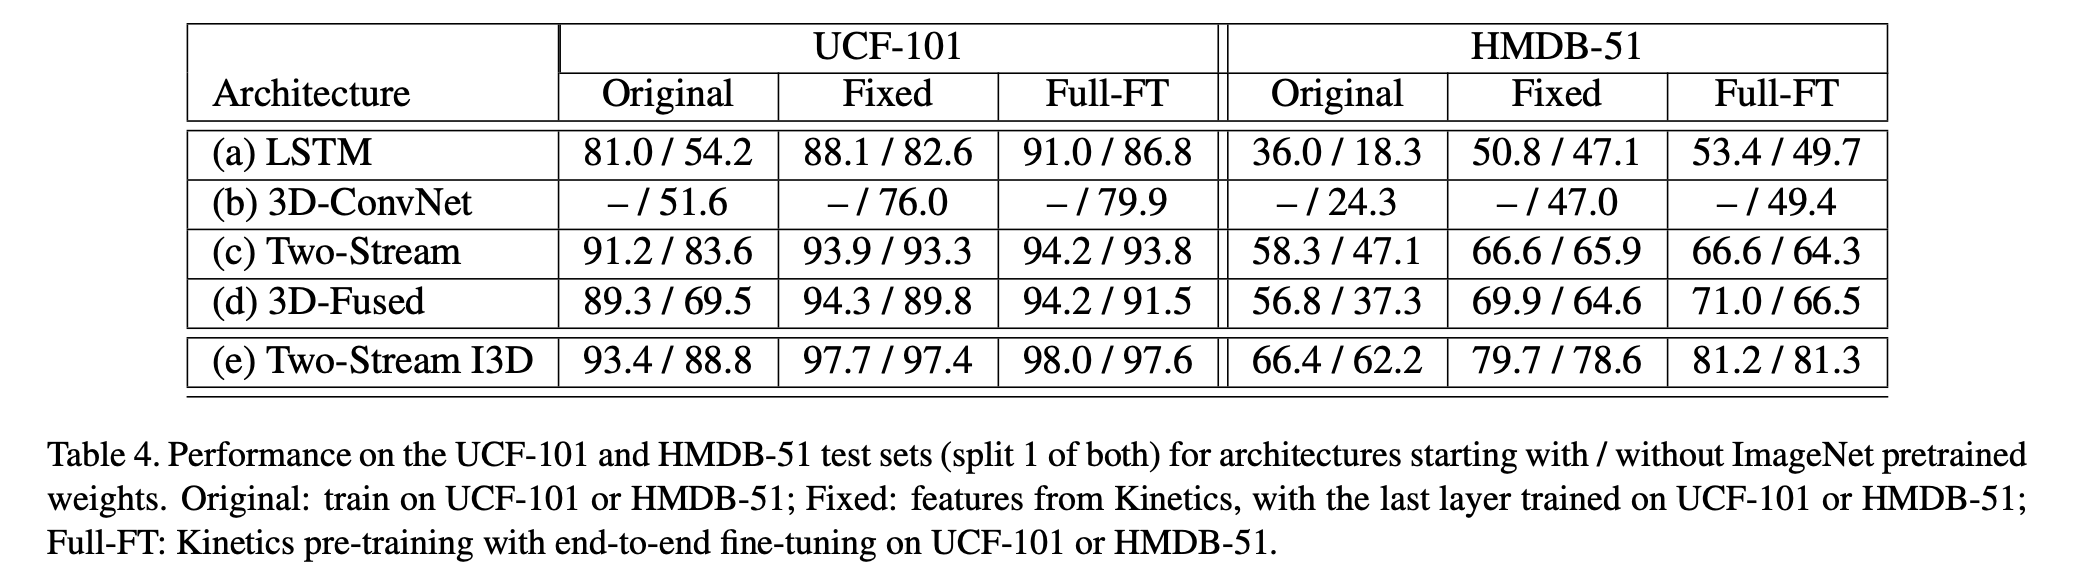 UCF-101 HMDB-51
Architecture Original Fixed Full-FT Original Fixed Full-FT
(a) LSTM 81.0 / 54.2 88.1 / 82.6 91.0 / 86.8 36.0 / 18.3 50.8 / 47.1 53.4 / 49.7
(b) 3D-ConvNet – / 51.6 – / 76.0 – / 79.9 – / 24.3 – / 47.0 – / 49.4
(c) Two-Stream 91.2 / 83.6 93.9 / 93.3 94.2 / 93.8 58.3 / 47.1 66.6 / 65.9 66.6 / 64.3
(d) 3D-Fused 89.3 / 69.5 94.3 / 89.8 94.2 / 91.5 56.8 / 37.3 69.9 / 64.6 71.0 / 66.5
(e) Two-Stream I3D 93.4 / 88.8 97.7 / 97.4 98.0 / 97.6 66.4 / 62.2 79.7 / 78.6 81.2 / 81.3
Table 4. Performance on the UCF-101 and HMDB-51 test sets (split 1 of both) for architectures starting with / without ImageNet pretrained
weights. Original: train on UCF-101 or HMDB-51; Fixed: features from Kinetics, with the last layer trained on UCF-101 or HMDB-51;
Full-FT: Kinetics pre-training with end-to-end fine-tuning on UCF-101 or HMDB-51.